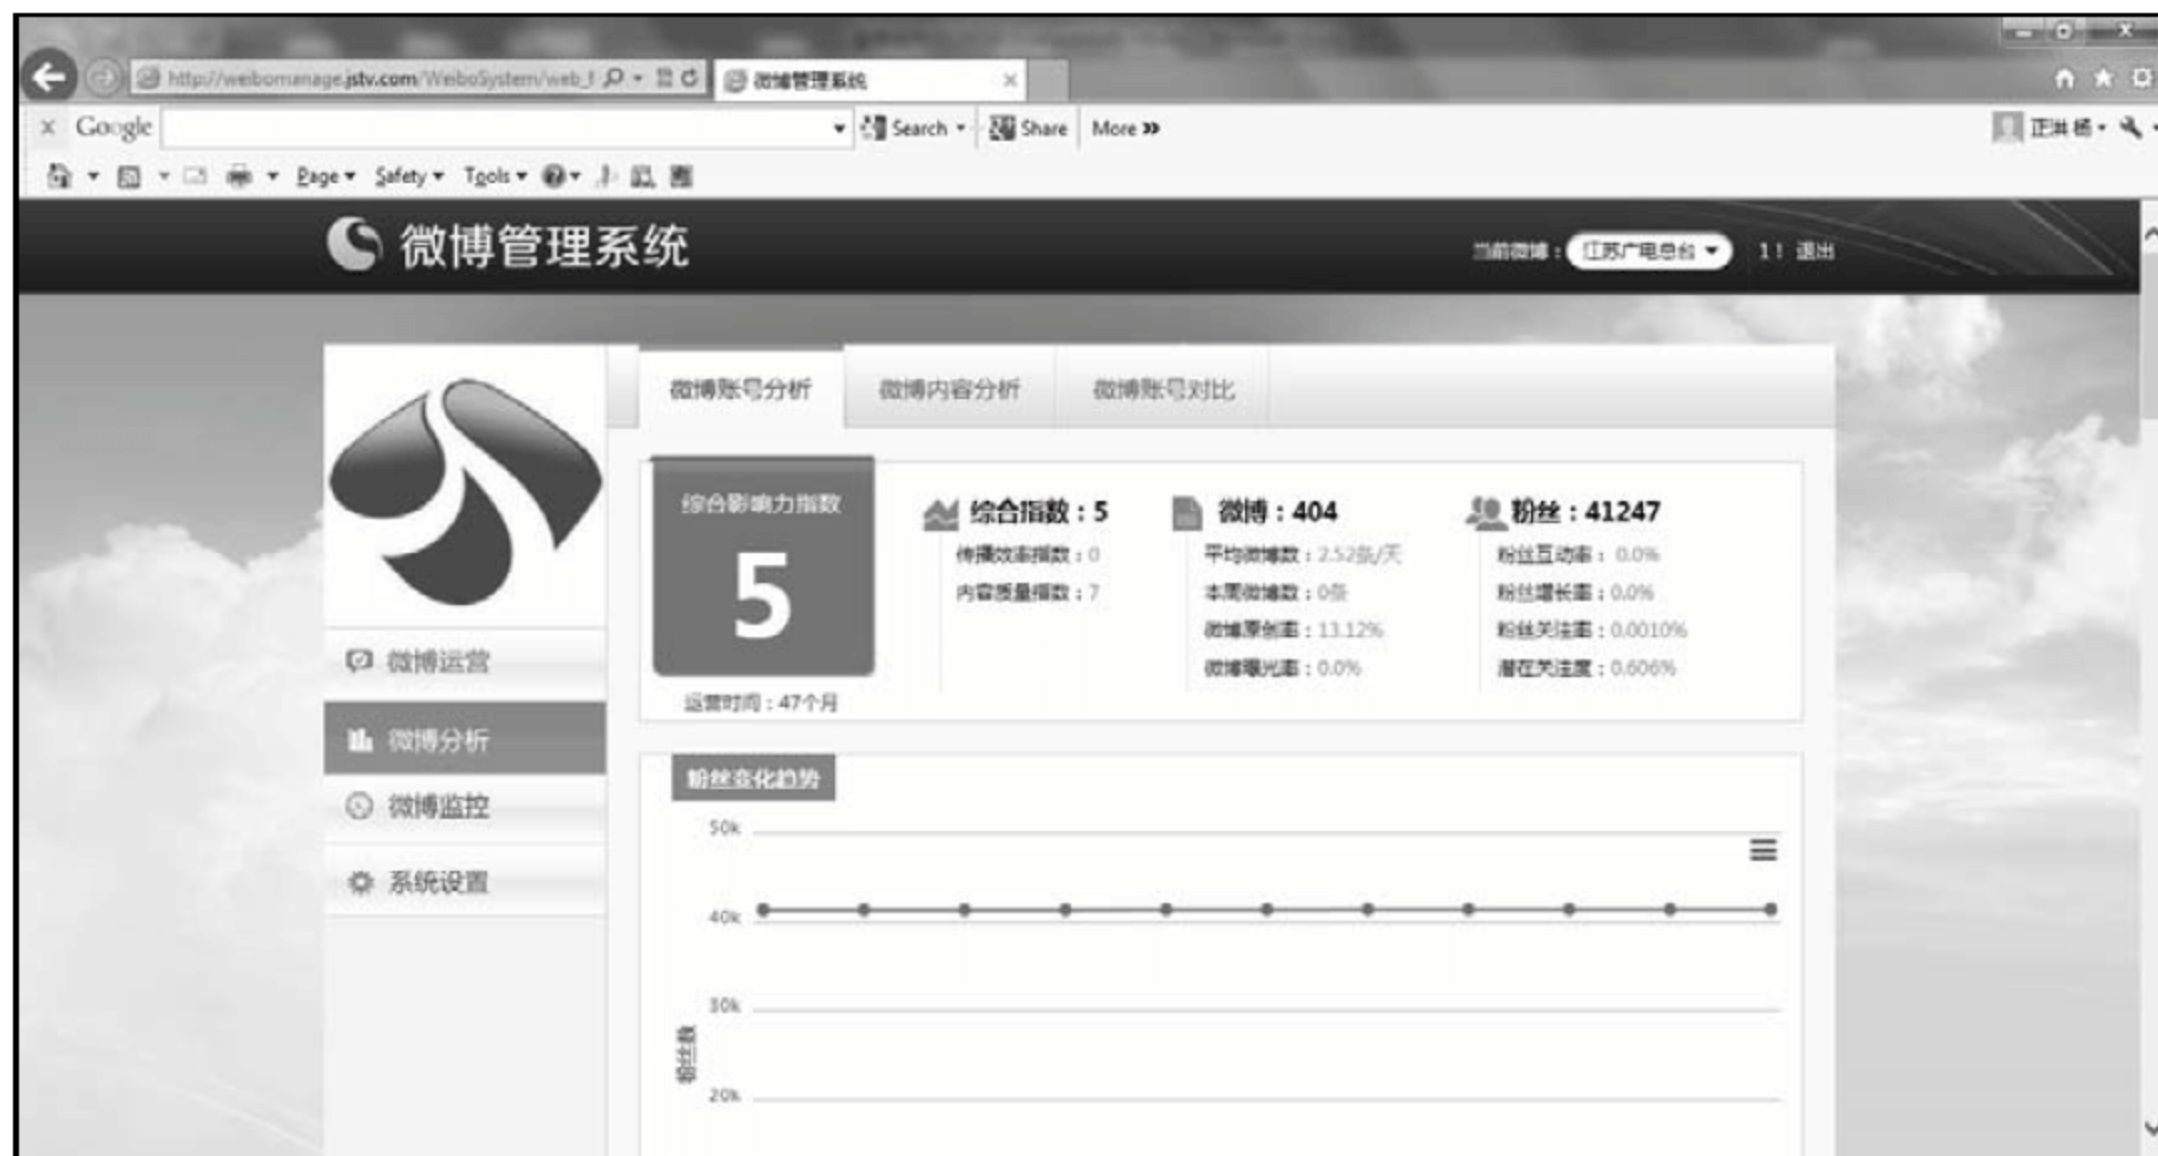 http://weibomanage.jstv.com/WeiboSystem/web_f
微博管理系统
Google
Search
Share
More »
正洪 杨
Page
Safety
Tools
微博管理系统
当前微博：江苏广电总台
1！ 退出
微博账号分析
微博内容分析
微博账号对比
综合影响力指数
5
运营时间：47个月
综合指数：5
传播效率指数：0
内容质量指数：7
微博：404
平均微博数：2.52条/天
本周微博数：0条
微博原创率：13.12%
微博曝光率：0.0%
粉丝：41247
粉丝互动率：0.0%
粉丝增长率：0.0%
粉丝关注率：0.0010%
潜在关注度：0.606%
微博运营
微博分析
微博监控
系统设置
粉丝变化趋势
50k
40k
30k
20k
粉丝数